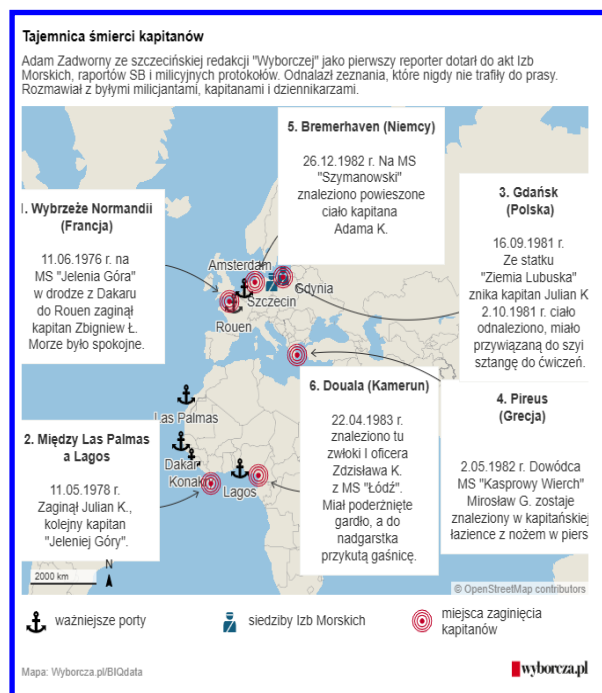 Tajemnica śmierci kapitanów
Adam Zadworny ze szczecińskiej redakcji "Wyborczej" jako pierwszy reporter dotarł do akt Izb
Morskich, raportów SB i milicyjnych protokołów. Odnalazł zeznania, które nigdy nie trafiły do prasy.
Rozmawiał z byłymi milicjantami, kapitanami i dziennikarzami.
5. Bremerhaven (Niemcy)
26.12.1982 r. Na MS
"Szymanowski"
znaleziono powieszone
ciało kapitana
Adama K.
1. Wybrzeże Normandii
(Francja)
11.06.1976 r. na
MS "Jelenia Góra"
w drodze z Dakaru
do Rouen zaginął
kapitan Zbigniew Ł.
Morze było spokojne.
3. Gdańsk
(Polska)
16.09.1981 r.
Ze statku
"Ziemia Lubuska"
znika kapitan Julian K
2.10.1981 r. ciało
odnaleziono, miało
przywiązaną do szyi
sztangę do ćwiczeń.
Amsterdam
Gdynia
Szczecin
Rouen
Las Palmas
Dakar
Konakri
Lagos
2. Między Las Palmas
a Lagos
11.05.1978 r.
Zaginął Julian K.,
kolejny kapitan
"Jeleniej Góry".
6. Douala (Kamerun)
22.04.1983 r.
znaleziono tu
zwłoki I oficera
Zdzisława K.
z MS "Łódź".
Miał poderżnięte
gardło, a do
nadgarstka
przykutą gaśnicę.
4. Pireus
(Grecja)
2.05.1982 r. Dowódca
MS "Kasprowy Wierch"
Mirosław G. zostaje
znaleziony w kapitańskiej
łazience z nożem w piers
2000 km
N
© OpenStreetMap contributors
ważniejsze porty
siedziby Izb Morskich
miejsca zaginięcia
kapitanów
Mapa: Wyborcza.pl/BIQdata
wyborcza.pl